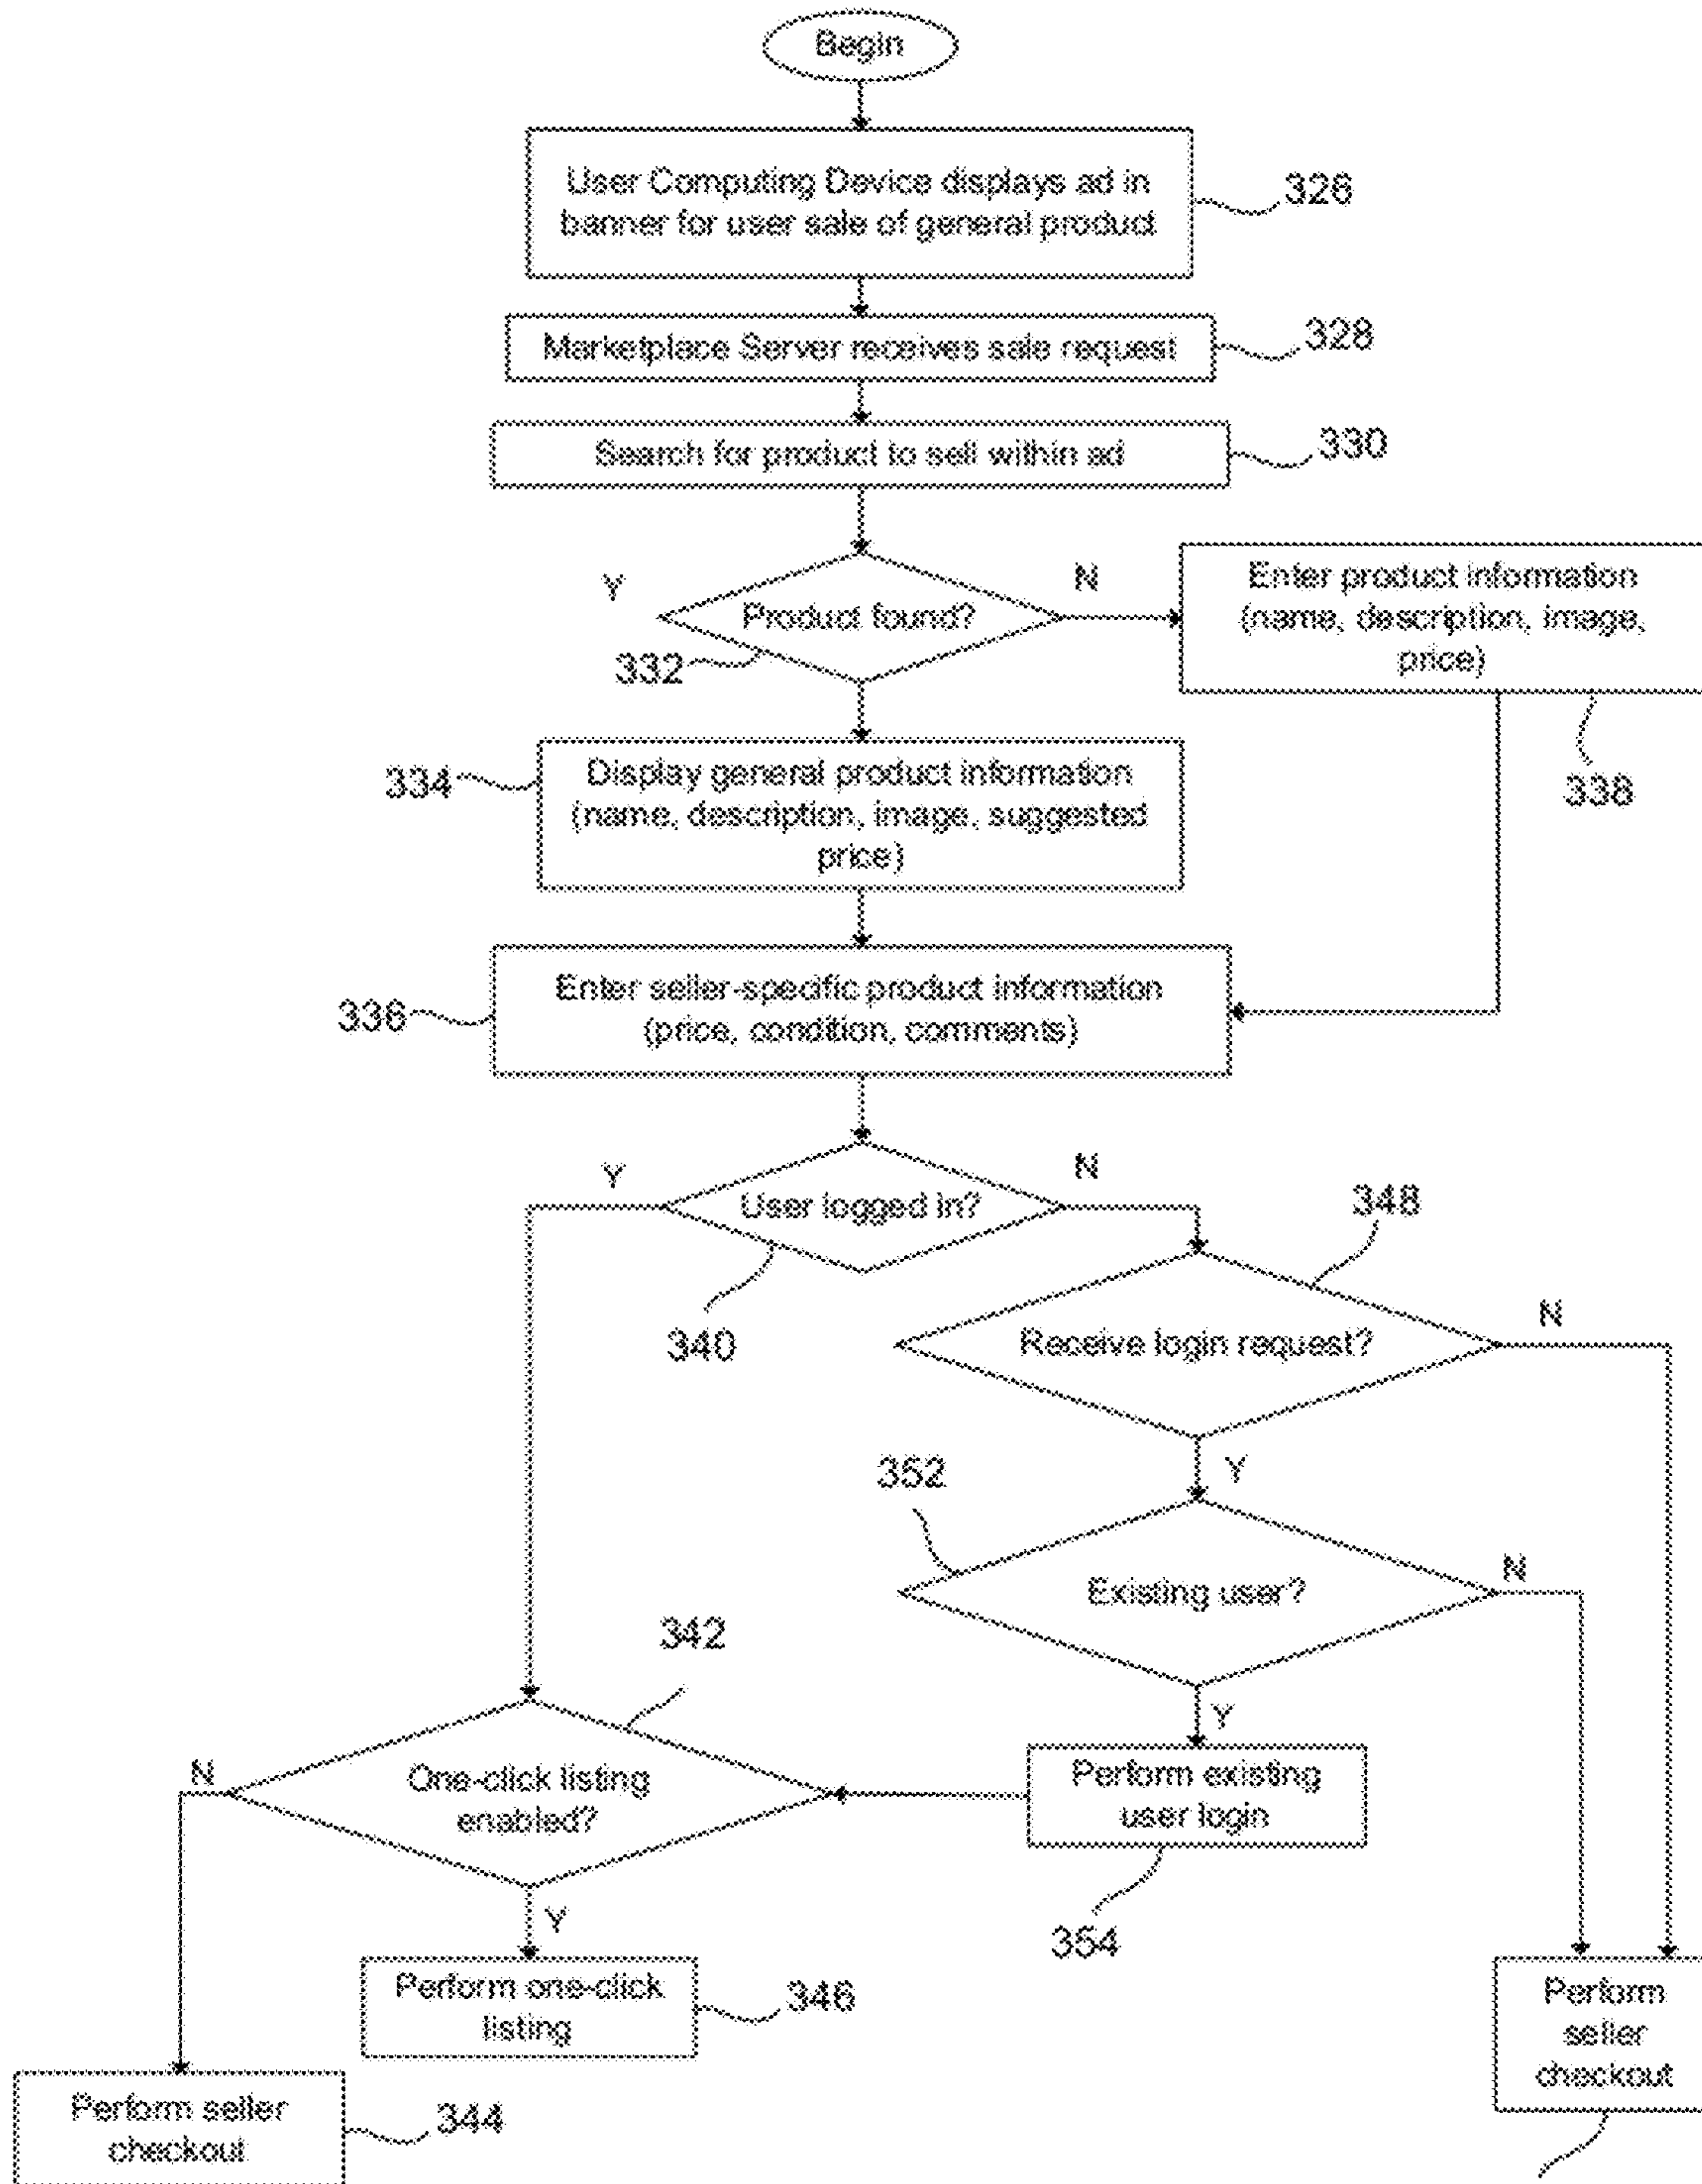 Begin
User Computing Device displays ad in
banner for user sale of general product
326
Marketplace Server receives sale request
328
Search for product to sell within ad
330
Y
N
Product found?
332
Enter product information
(name, description, image,
price)
338
334
Display general product information
(name, description, image, suggested
price)
336
Enter seller-specific product information
(price, condition, comments)
Y
N
User logged in?
340
348
Receive login request?
N
Y
352
Existing user?
N
Y
342
One-click listing
enabled?
N
Y
Perform existing
user login
354
Perform one-click
listing
346
Perform
seller
checkout
Perform seller
checkout
344